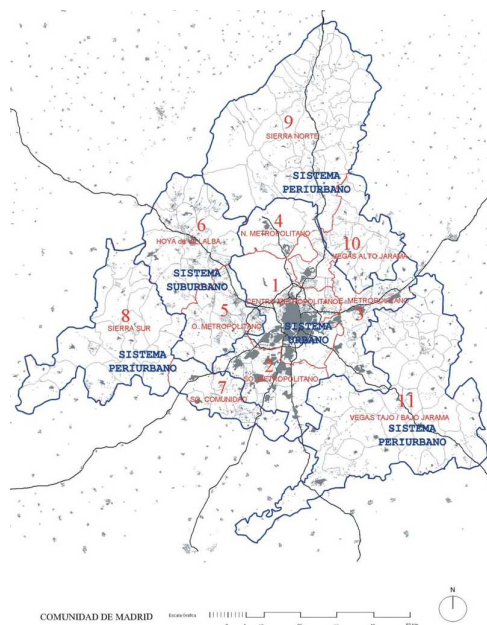 9
SIERRA NORTE
SISTEMA
PERIURBANO
4
N. METROPOLITANO
6
HOYA de VILLALBA
10
VEGAS ALTO JARAMA
SISTEMA
SUBURBANO
1
CENTRO METROPOLITANO
E. METROPOLITANO
3
8
SIERRA SUR
5
O. METROPOLITANO
SISTEMA
URBANO
SISTEMA
PERIURBANO
2
SO. METROPOLITANO
7
SO. COMUNIDAD
11
VEGAS TAJO / BAJO JARAMA
SISTEMA
PERIURBANO
N
COMUNIDAD DE MADRID
Escala Gráfica